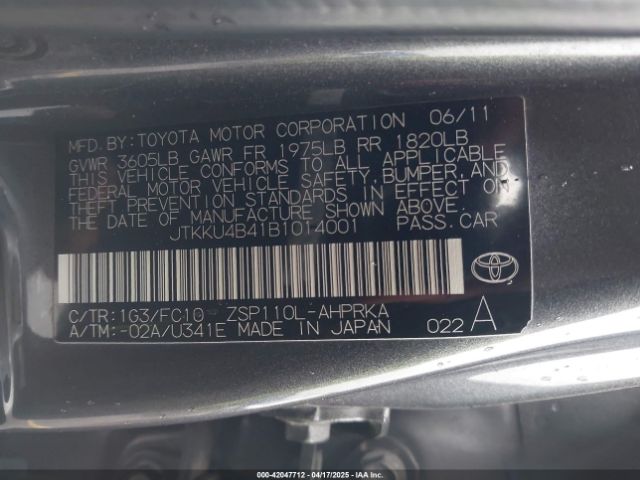 MFD. BY: TOYOTA MOTOR CORPORATION 06/11
GVWR 3605LB GAWR FR 1975LB RR 1820LB
THIS VEHICLE CONFORMS TO ALL APPLICABLE
FEDERAL MOTOR VEHICLE SAFETY, BUMPER, AND
THEFT PREVENTION STANDARDS IN EFFECT ON
THE DATE OF MANUFACTURE SHOWN ABOVE.
JTKKU4B41B1014001 PASS. CAR
C/TR: 1G3/FC10 ZSP110L-AHPRKA
A/TM: -02A/U341E MADE IN JAPAN 022 A
000-42047712 - 04/17/2025 - IAAI.COM